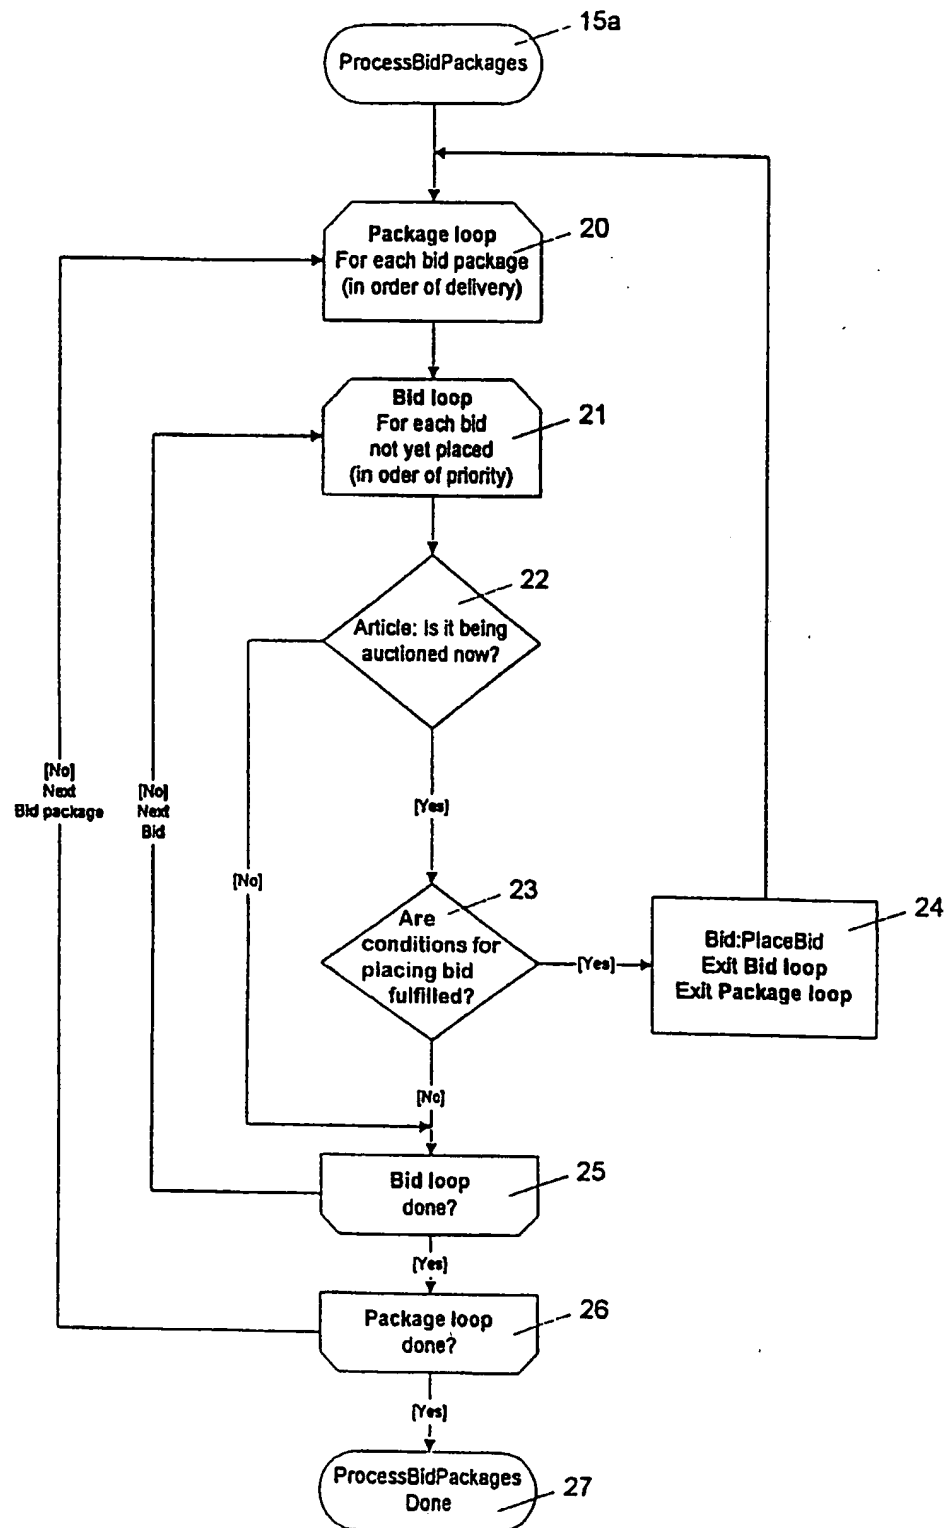 15a
ProcessBidPackages
20
Package loop
For each bid package
(in order of delivery)
21
Bid loop
For each bid
not yet placed
(in oder of priority)
22
Article: Is it being
auctioned now?
[No]
Next
Bid package
[No]
Next
Bid
[Yes]
[No]
23
Are
conditions for
placing bid
fulfilled?
[Yes]
24
Bid:PlaceBid
Exit Bid loop
Exit Package loop
[No]
25
Bid loop
done?
[Yes]
26
Package loop
done?
[Yes]
27
ProcessBidPackages
Done